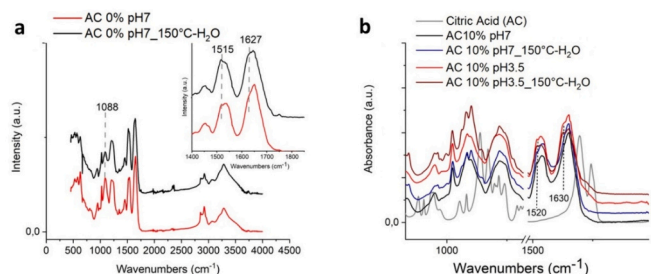 a
AC 0% pH7
AC 0% pH7_150°C-H₂O
1088
1515
1627
1400 1500 1600 1700 1800
Wavenumbers (cm⁻¹)
Intensity (a.u.)
Intensity (a.u.)
0,0
0 500 1000 1500 2000 2500 3000 3500 4000 4500
Wavenumbers (cm⁻¹)
b
Citric Acid (AC)
AC10% pH7
AC 10% pH7_150°C-H₂O
AC 10% pH3.5
AC 10% pH3.5_150°C-H₂O
Absorbance (a.u.)
0,0
1520
1630
1000 1500
Wavenumbers (cm⁻¹)